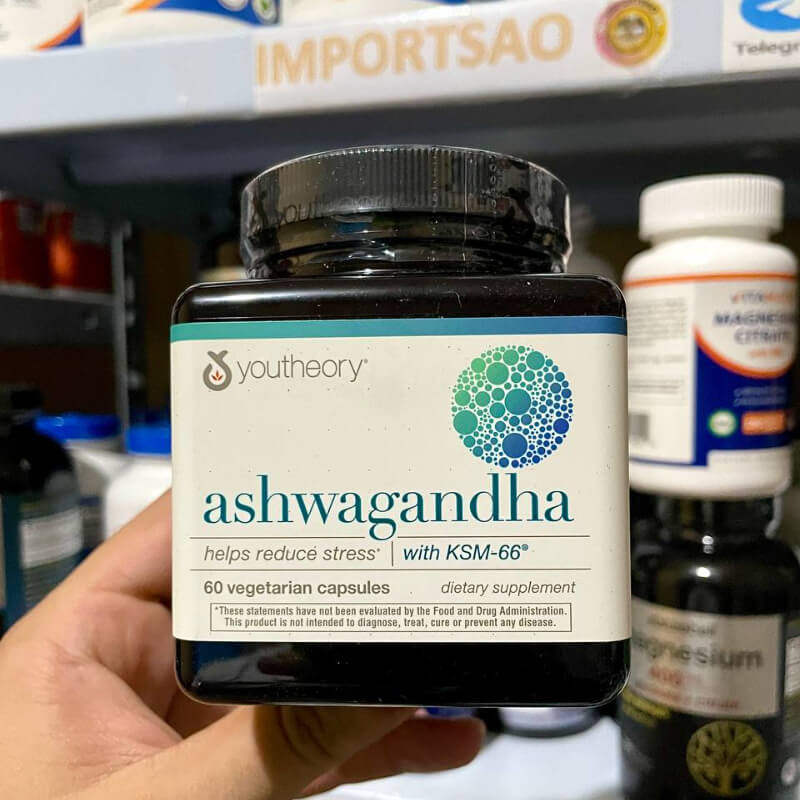 IMPORTSAO
youtheory
youtheory®
ashwagandha
helps reduce stress* | with KSM-66®
60 vegetarian capsules dietary supplement
*These statements have not been evaluated by the Food and Drug Administration.
This product is not intended to diagnose, treat, cure or prevent any disease.
MAGNESIUM
CITRATE